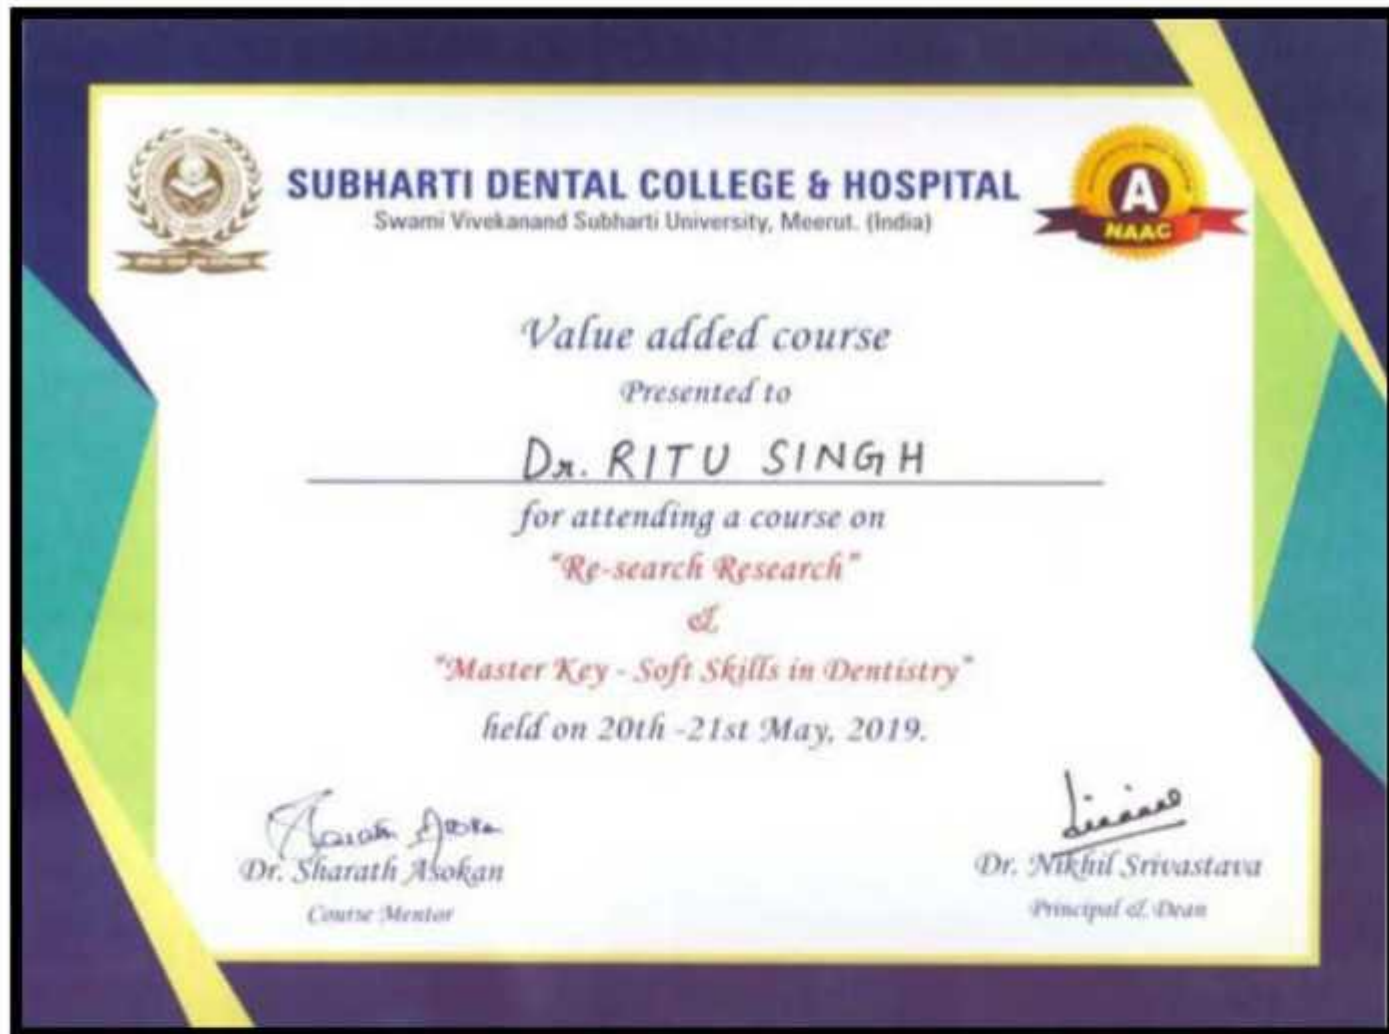 SUBHARTI DENTAL COLLEGE & HOSPITAL
Swami Vivekanand Subharti University, Meerut. (India)
A
NAAC
Value added course
Presented to
Dr. RITU SINGH
for attending a course on
"Re-search Research"
&
"Master Key - Soft Skills in Dentistry"
held on 20th -21st May, 2019.
Sharath Asokan
Dr. Sharath Asokan
Course Mentor
Dr. Nikhil Srivastava
Principal & Dean